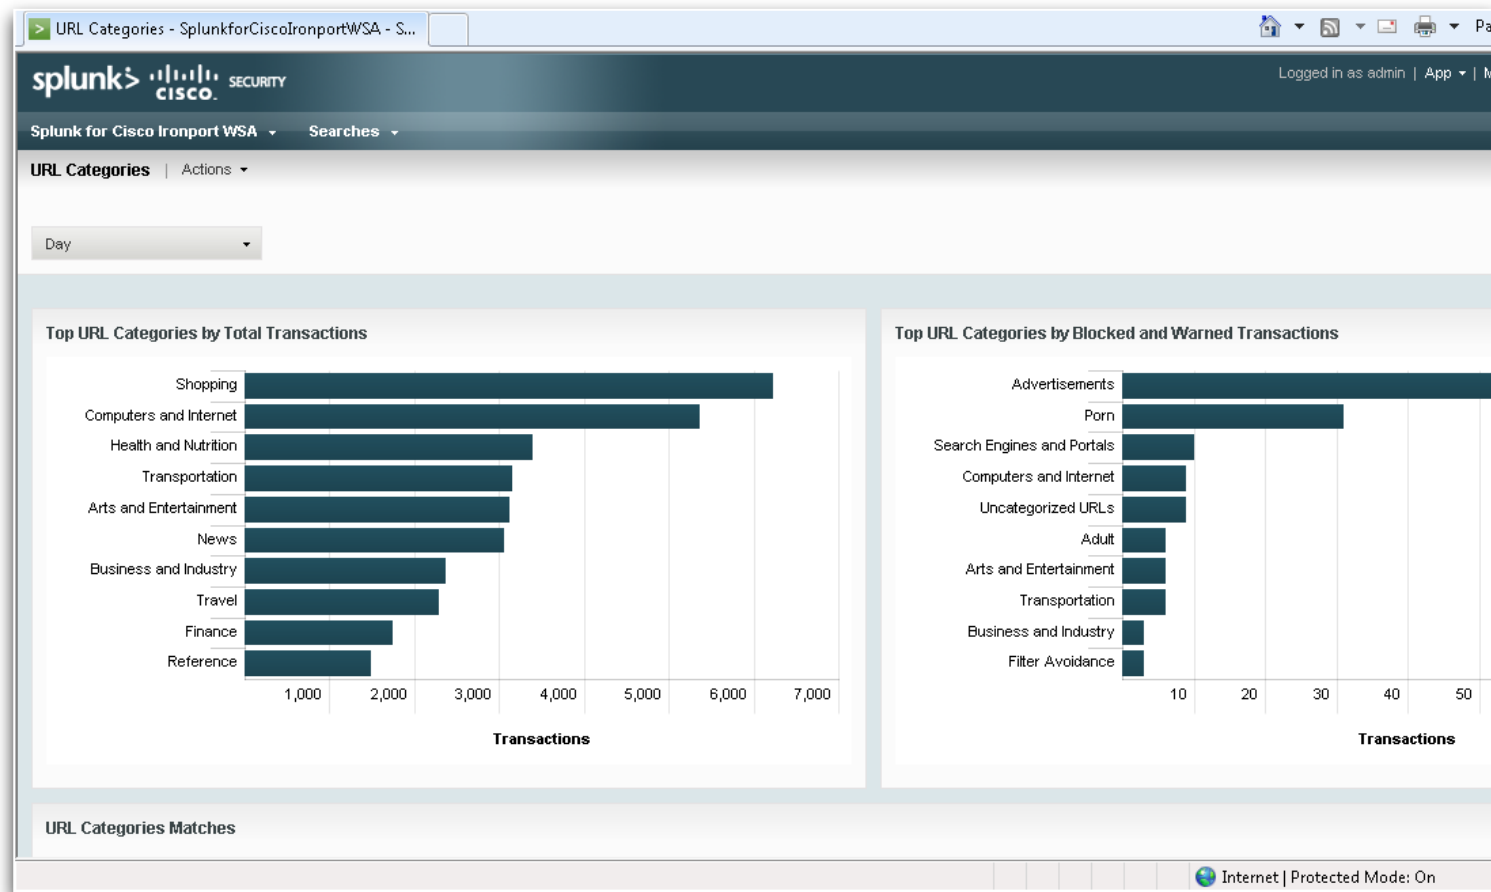 URL Categories - SplunkforCiscoIronportWSA - S...
splunk> cisco. SECURITY
Logged in as admin | App | M
Splunk for Cisco Ironport WSA Searches
URL Categories | Actions
Day
Top URL Categories by Total Transactions
Shopping
Computers and Internet
Health and Nutrition
Transportation
Arts and Entertainment
News
Business and Industry
Travel
Finance
Reference
1,000 2,000 3,000 4,000 5,000 6,000 7,000
Transactions
Top URL Categories by Blocked and Warned Transactions
Advertisements
Porn
Search Engines and Portals
Computers and Internet
Uncategorized URLs
Adult
Arts and Entertainment
Transportation
Business and Industry
Filter Avoidance
10 20 30 40 50
Transactions
URL Categories Matches
Internet | Protected Mode: On